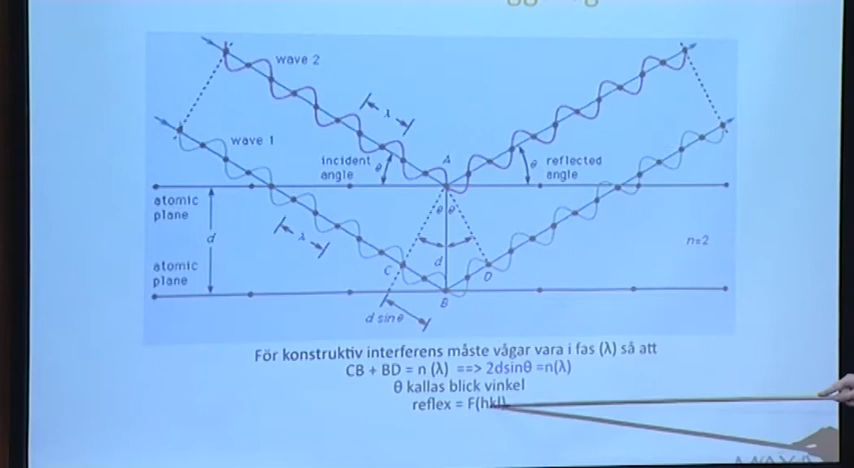 wave 2
λ
wave 1
A
incident angle
θ
θ
reflected angle
atomic plane
θ θ
d
λ
d
n=2
C
D
atomic plane
B
d sin θ
För konstruktiv interferens måste vågar vara i fas (λ) så att
CB + BD = n (λ) ==> 2dsinθ =n(λ)
θ kallas blick vinkel
reflex = F(hkl)